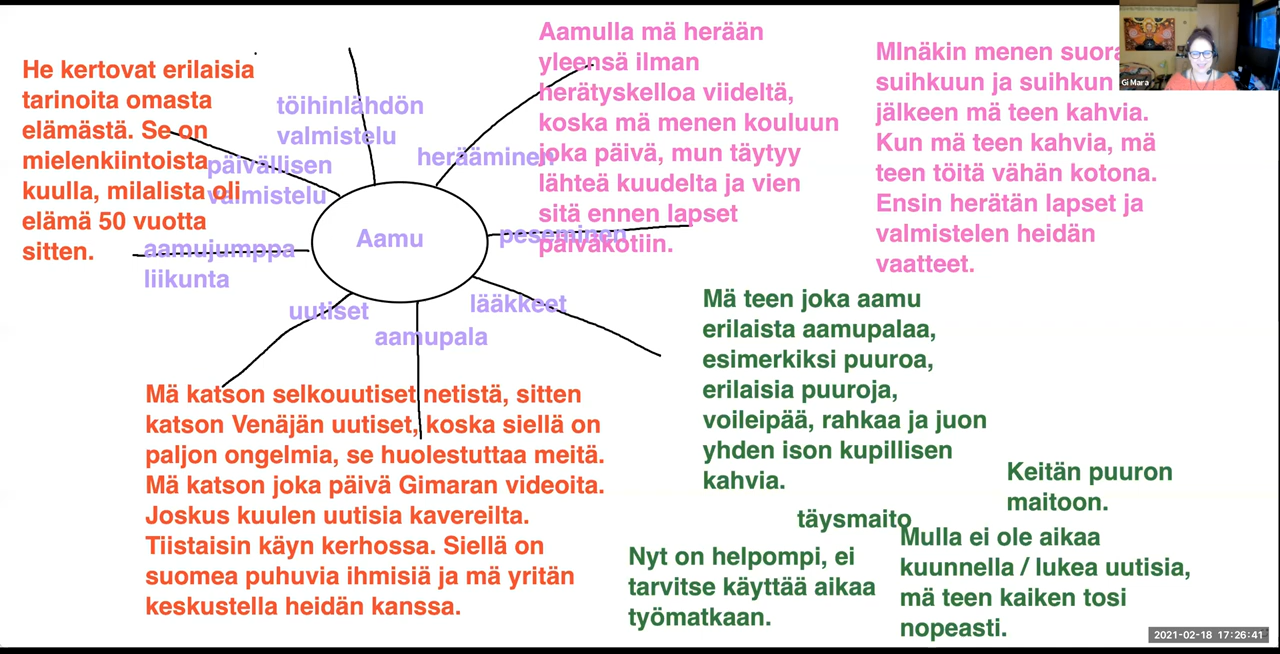 He kertovat erilaisia
tarinoita omasta
elämästä. Se on
mielenkiintoista
kuulla, milalista oli
elämä 50 vuotta
sitten.
töihinlähdön
valmistelu
päivällisen
valmistelu
aamujumppa
liikunta
uutiset
aamupala
lääkkeet
peseminen
herääminen
Aamu
Aamulla mä herään
yleensä ilman
herätyskelloa viideltä,
koska mä menen kouluun
joka päivä, mun täytyy
lähteä kuudelta ja vien
sitä ennen lapset
päiväkotiin.
MInäkin menen suora
suihkuun ja suihkun
jälkeen mä teen kahvia.
Kun mä teen kahvia, mä
teen töitä vähän kotona.
Ensin herätän lapset ja
valmistelen heidän
vaatteet.
Gi Mara
Mä teen joka aamu
erilaista aamupalaa,
esimerkiksi puuroa,
erilaisia puuroja,
voileipää, rahkaa ja juon
yhden ison kupillisen
kahvia.
Keitän puuron
maitoon.
täysmaito
Mä katson selkouutiset netistä, sitten
katson Venäjän uutiset, koska siellä on
paljon ongelmia, se huolestuttaa meitä.
Mä katson joka päivä Gimaran videoita.
Joskus kuulen uutisia kavereilta.
Tiistaisin käyn kerhossa. Siellä on
suomea puhuvia ihmisiä ja mä yritän
keskustella heidän kanssa.
Nyt on helpompi, ei
tarvitse käyttää aikaa
työmatkaan.
Mulla ei ole aikaa
kuunnella / lukea uutisia,
mä teen kaiken tosi
nopeasti.
2021-02-18 17:26:41